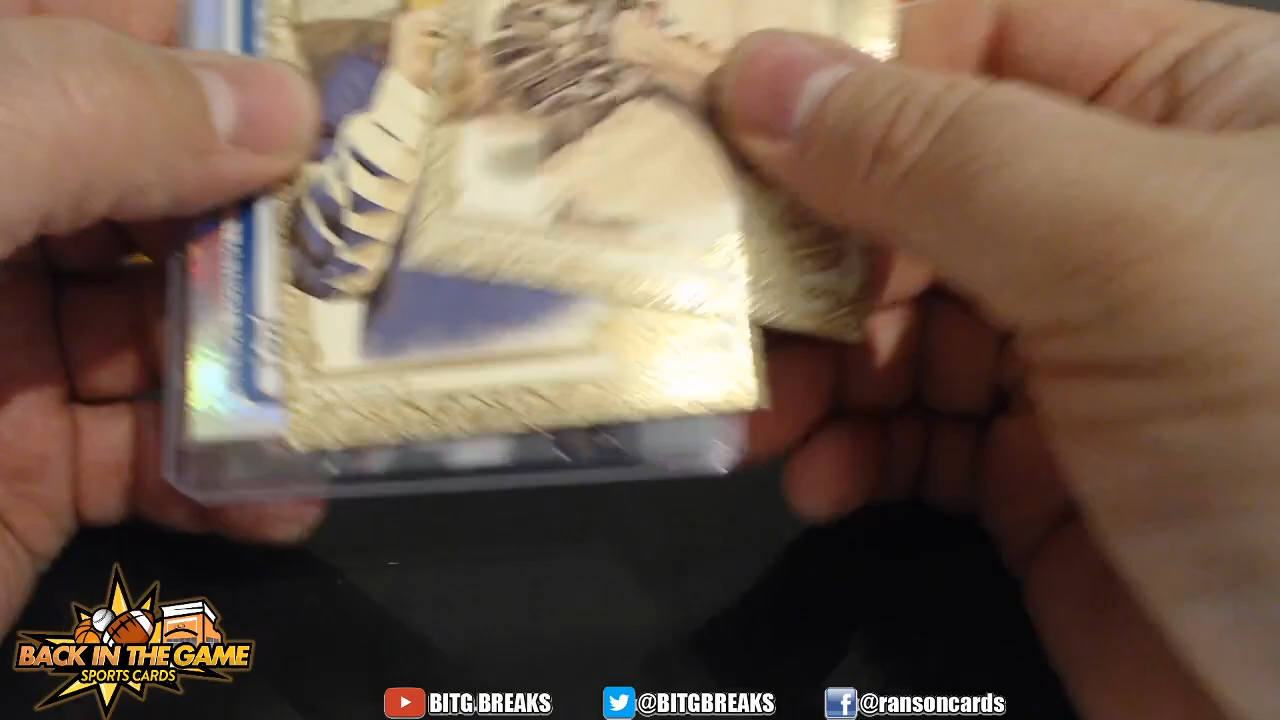 BACK IN THE GAME
SPORTS CARDS
BITG BREAKS
@BITGBREAKS
@ransoncards